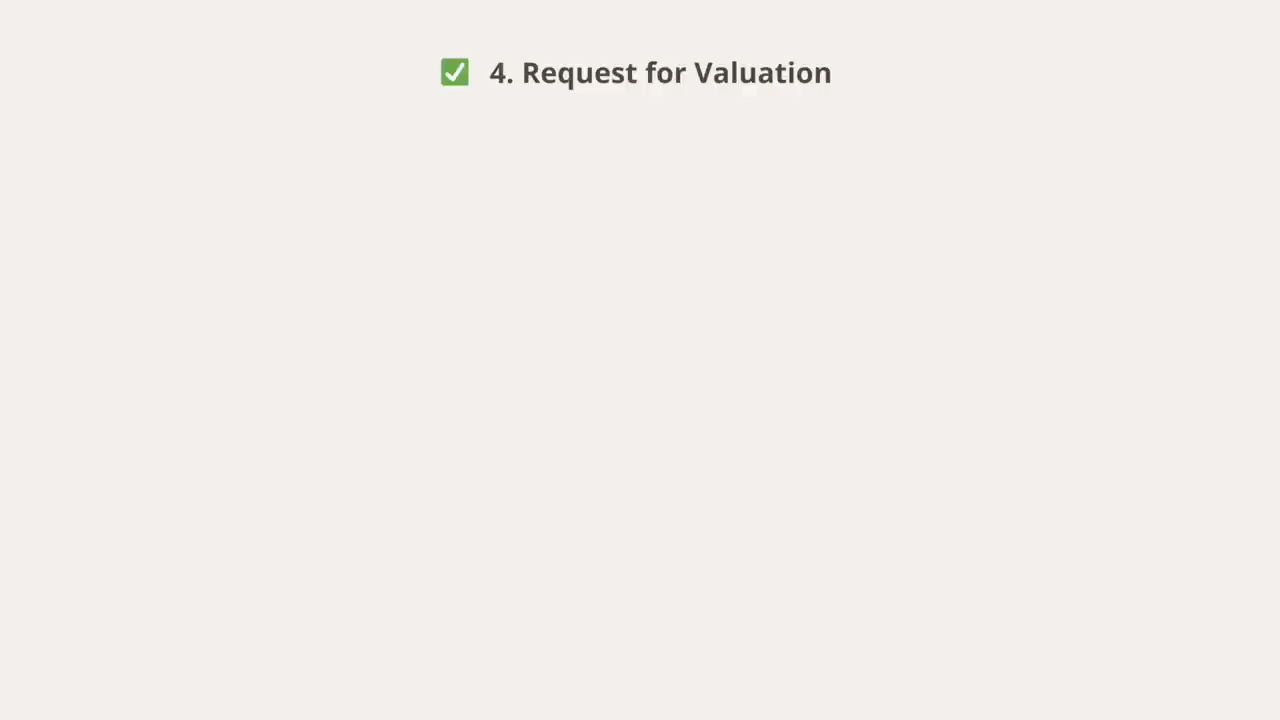 ✅ 4. Request for Valuation